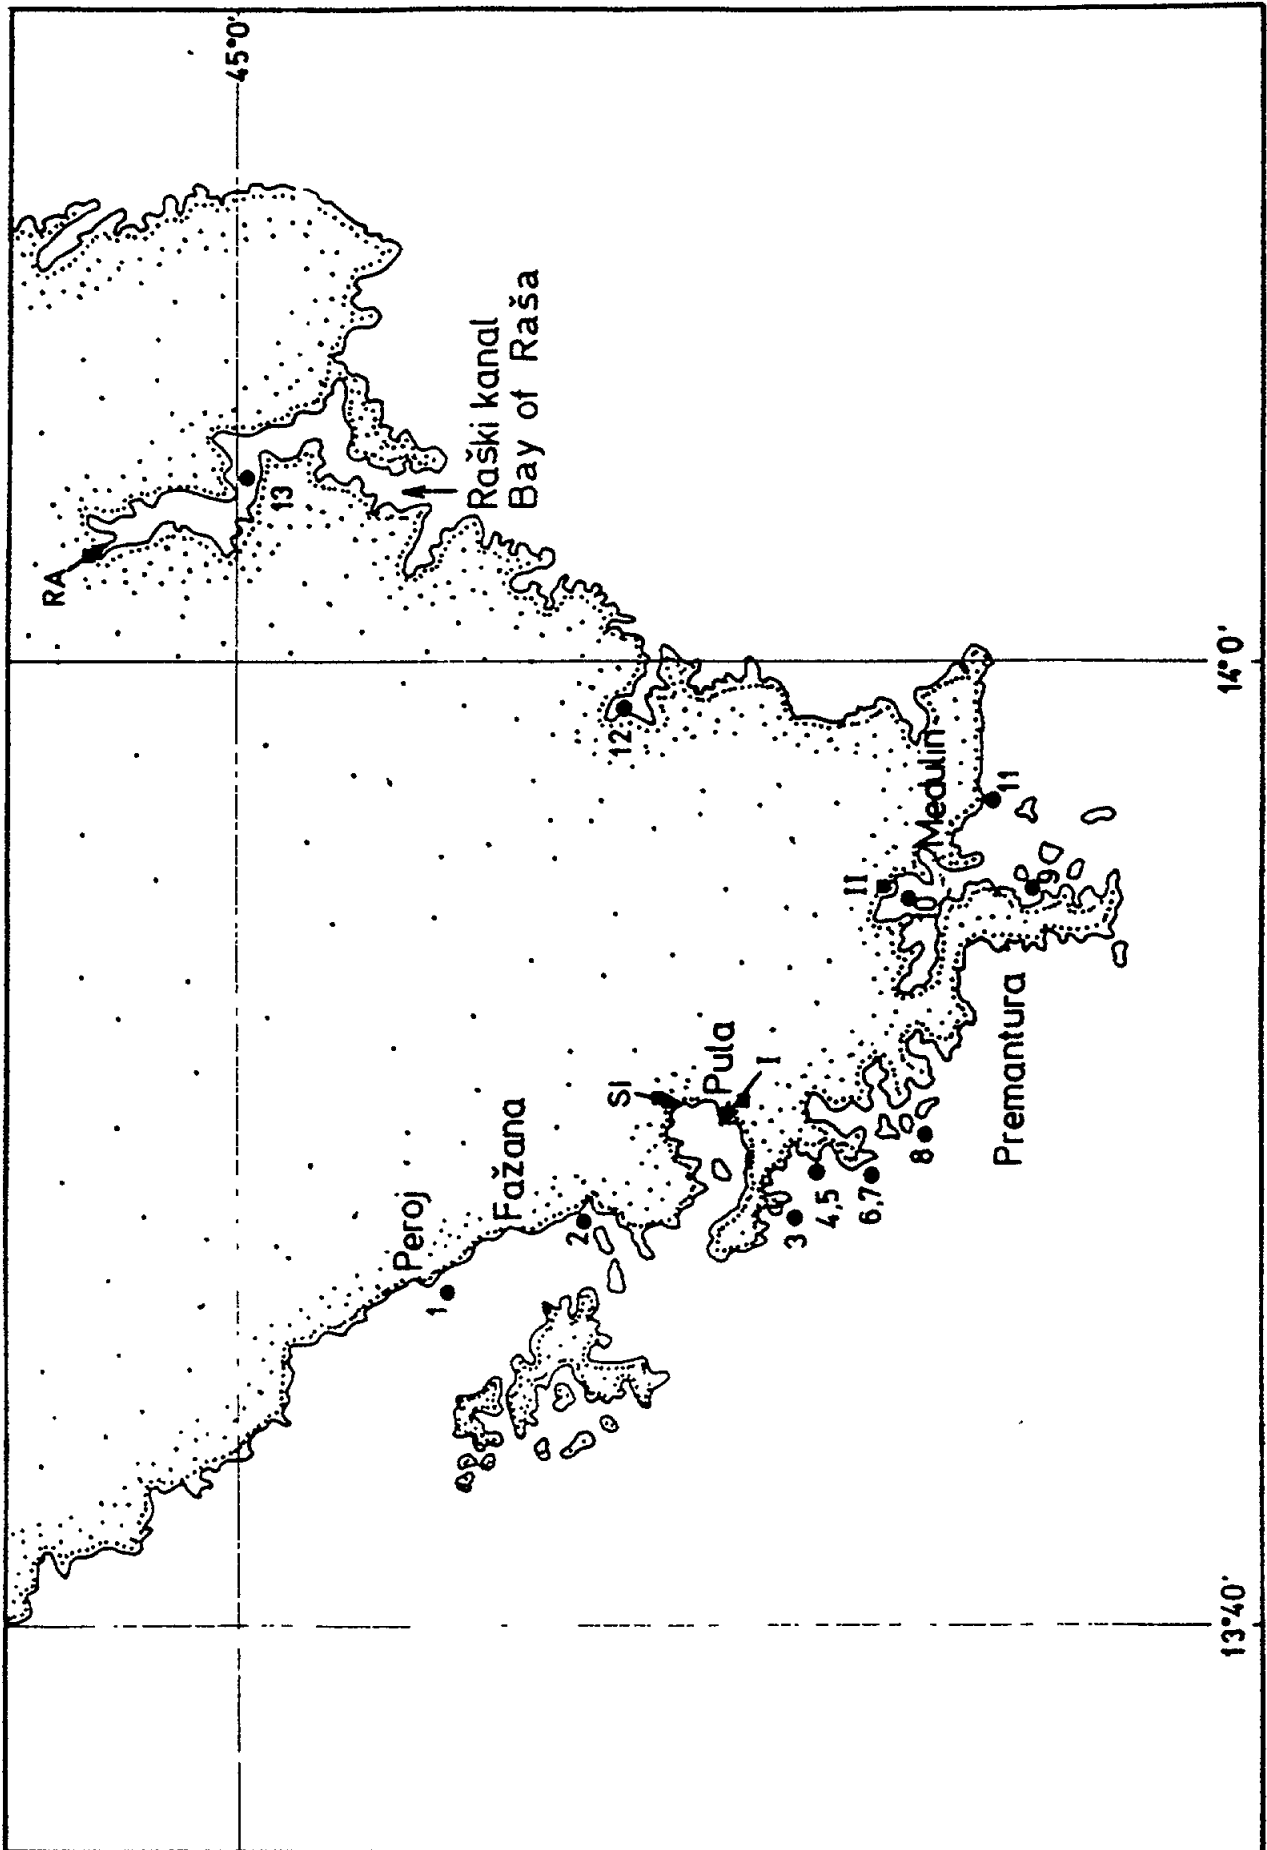 45°0'
RA
13
Raški kanal
Bay of Raša
12
14°0'
Medulin
11
II
10
9
SI
Pula
I
Premantura
Fažana
Peroj
8
6,7
4,5
3
2
1
13°40'